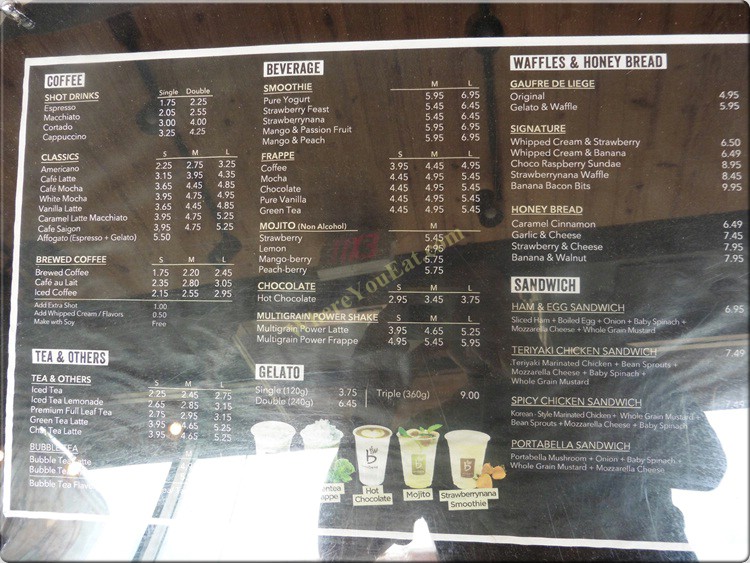 COFFEE
SHOT DRINKS Single Double
Espresso 1.75 2.25
Macchiato 2.05 2.55
Cortado 3.00 4.00
Cappuccino 3.25 4.25
CLASSICS S M L
Americano 2.25 2.75 3.25
Café Latte 3.15 3.95 4.35
Café Mocha 3.65 4.45 4.85
White Mocha 3.95 4.75 4.95
Vanilla Latte 3.65 4.45 4.85
Caramel Latte Macchiato 3.95 4.75 5.25
Cafe Saigon 3.95 4.75 5.25
Affogato (Espresso + Gelato) 5.50
BREWED COFFEE S M L
Brewed Coffee 1.75 2.20 2.45
Café au Lait 2.35 2.80 3.05
Iced Coffee 2.15 2.55 2.95
Add Extra Shot 1.00
Add Whipped Cream / Flavors 0.50
Make with Soy Free
TEA & OTHERS
TEA & OTHERS S M L
Iced Tea 2.25 2.45 2.75
Iced Tea Lemonade 2.65 2.85 3.15
Premium Full Leaf Tea 2.75 2.95 3.15
Green Tea Latte 3.95 4.65 5.25
Chai Tea Latte 3.95 4.65 5.25
BUBBLE TEA M
Bubble Tea
Bubble Tea
Bubble Tea
BEVERAGE
SMOOTHIE M L
Pure Yogurt 5.95 6.95
Strawberry Feast 5.45 6.45
Strawberrynana 5.45 6.45
Mango & Passion Fruit 5.95 6.95
Mango & Peach 5.95 6.95
FRAPPE S M L
Coffee 3.95 4.45 4.95
Mocha 4.45 4.95 5.45
Chocolate 4.45 4.95 5.45
Pure Vanilla 4.45 4.95 5.45
Green Tea 4.45 4.95 5.45
MOJITO (Non Alcohol) M
Strawberry 5.45
Lemon 4.95
Mango-berry 5.75
Peach-berry 5.75
CHOCOLATE S M L
Hot Chocolate 2.95 3.45 3.75
MULTIGRAIN POWER SHAKE S M L
Multigrain Power Latte 3.95 4.65 5.25
Multigrain Power Frappe 4.95 5.45 5.95
GELATO
Single (120g) 3.75 Triple (360g) 9.00
Double (240g) 6.45
Hot Chocolate
Mojito
Strawberrynana Smoothie
WAFFLES & HONEY BREAD
GAUFRE DE LIEGE
Original 4.95
Gelato & Waffle 5.95
SIGNATURE
Whipped Cream & Strawberry 6.50
Whipped Cream & Banana 6.49
Choco Raspberry Sundae 8.95
Strawberrynana Waffle 8.45
Banana Bacon Bits 9.95
HONEY BREAD
Caramel Cinnamon 6.49
Garlic & Cheese 7.45
Strawberry & Cheese 7.95
Banana & Walnut 7.95
SANDWICH
HAM & EGG SANDWICH 6.95
Sliced Ham + Boiled Egg + Onion + Baby Spinach +
Mozzarella Cheese + Whole Grain Mustard
TERIYAKI CHICKEN SANDWICH 7.49
Teriyaki Marinated Chicken + Bean Sprouts +
Mozzarella Cheese + Baby Spinach +
Whole Grain Mustard
SPICY CHICKEN SANDWICH
Korean - Style Marinated Chicken + Whole Grain Mustard +
Bean Sprouts + Mozzarella Cheese + Baby Spinach
PORTABELLA SANDWICH
Portabella Mushroom + Onion + Baby Spinach +
Whole Grain Mustard + Mozzarella Cheese